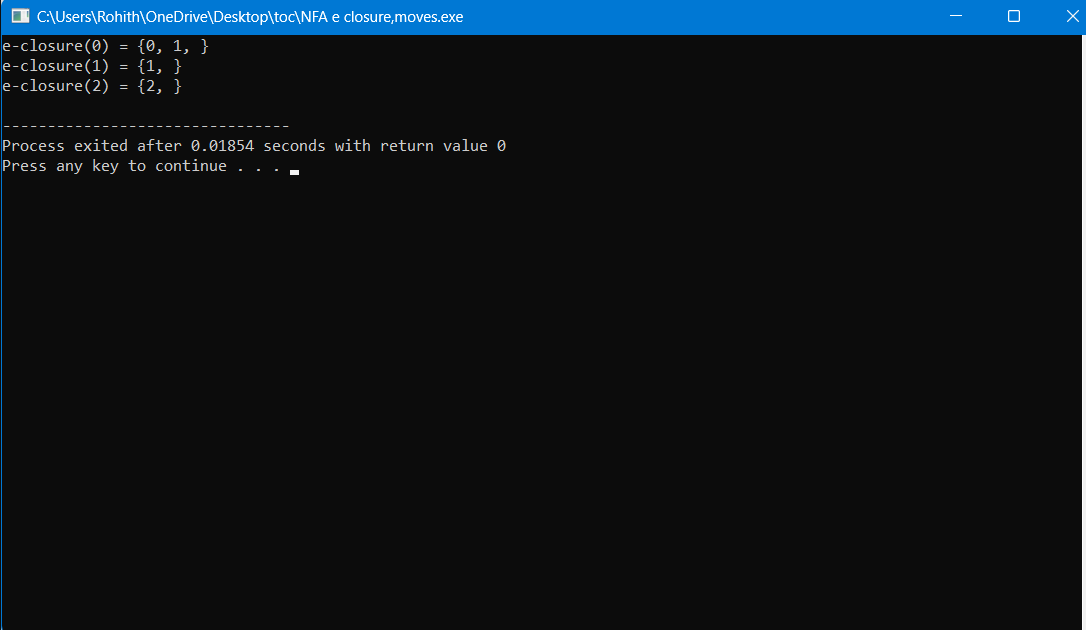 C:\Users\Rohith\OneDrive\Desktop\toc\NFA e closure,moves.exe
e-closure(0) = {0, 1, }
e-closure(1) = {1, }
e-closure(2) = {2, }
--------------------------------
Process exited after 0.01854 seconds with return value 0
Press any key to continue . . .